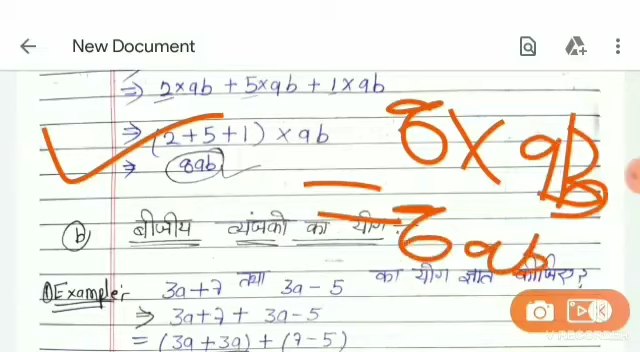 New Document
⇒ 2×ab + 5×ab + 1×ab
⇒ (2+5+1) × ab
⇒ 8ab
8 × ab
= 8ab
(b) बीजीय व्यंजको का योग :
① Example: 3a+7 तथा 3a-5 का योग ज्ञात कीजिए?
⇒ 3a+7 + 3a-5
= (3a+3a) + (7-5)